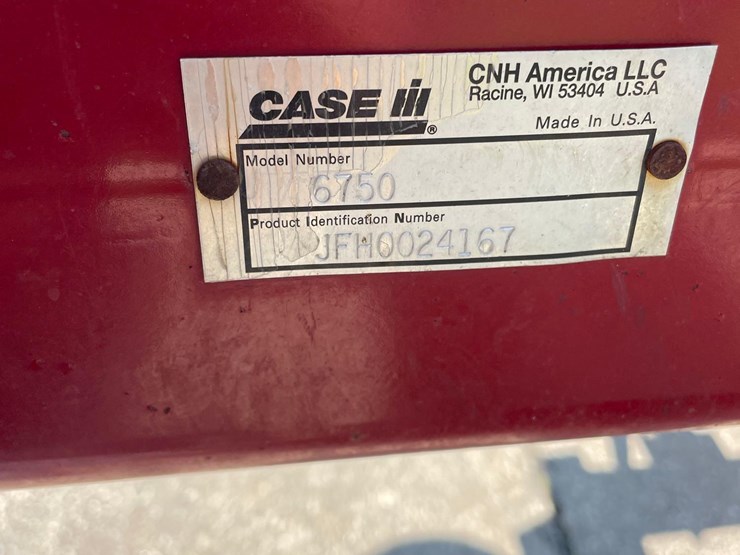 CASE IH®
CNH America LLC
Racine, WI 53404 U.S.A
Made In U.S.A.
Model Number
6750
Product Identification Number
JFH0024167